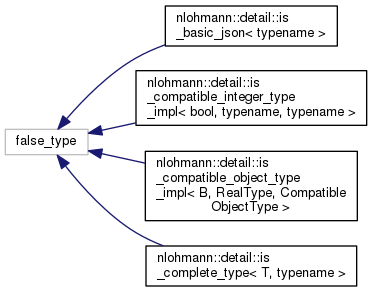 nlohmann::detail::is
_basic_json< typename >
nlohmann::detail::is
_compatible_integer_type
_impl< bool, typename, typename >
false_type
nlohmann::detail::is
_compatible_object_type
_impl< B, RealType, Compatible
ObjectType >
nlohmann::detail::is
_complete_type< T, typename >